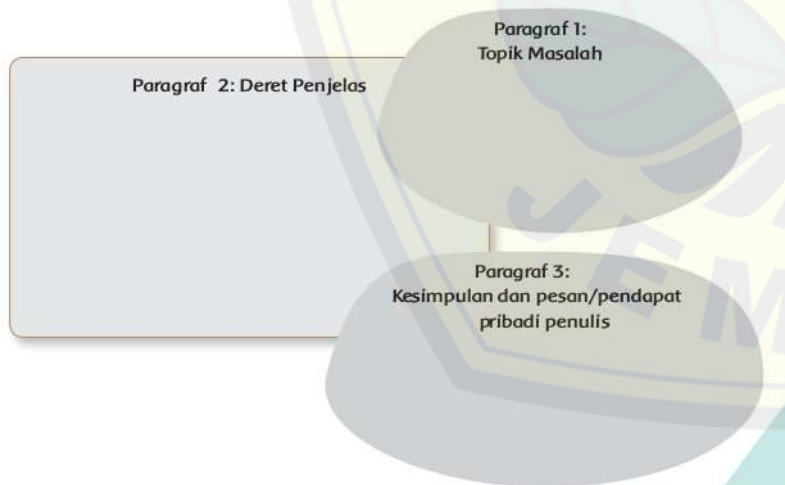 Paragraf 1:
Topik Masalah
Paragraf 2: Deret Penjelas
Paragraf 3:
Kesimpulan dan pesan/pendapat
pribadi penulis